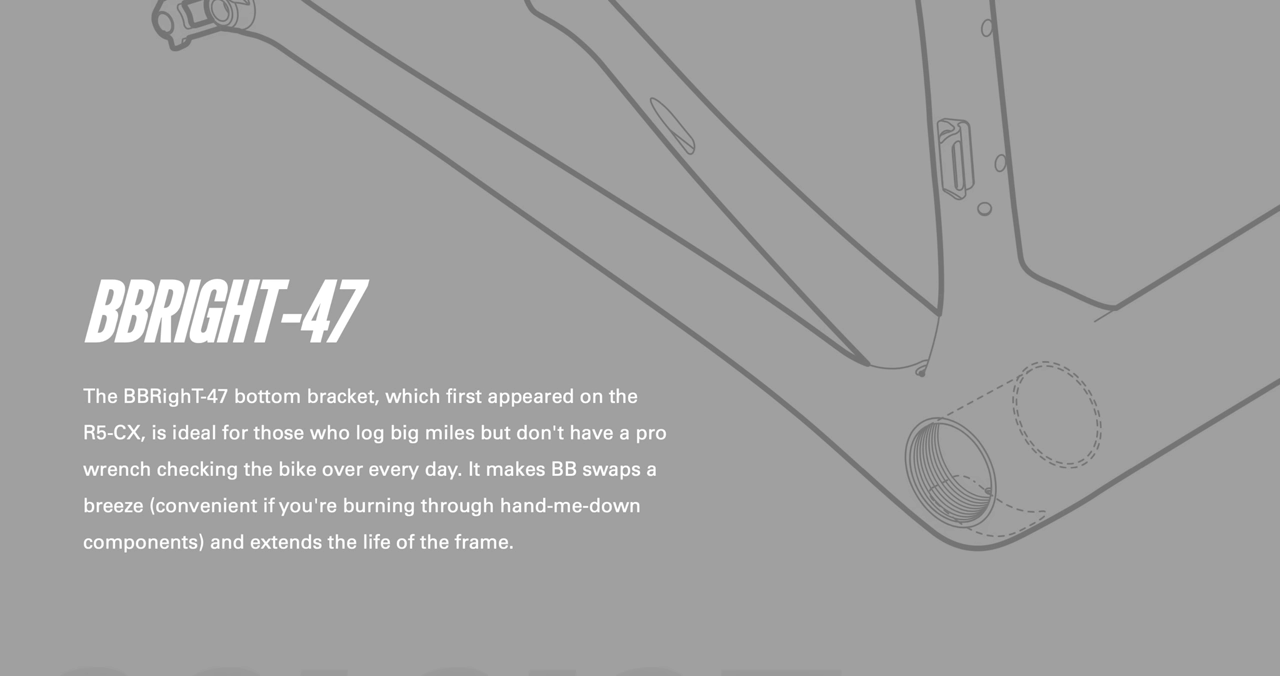 BBRIGHT-47
The BBRighT-47 bottom bracket, which first appeared on the
R5-CX, is ideal for those who log big miles but don't have a pro
wrench checking the bike over every day. It makes BB swaps a
breeze (convenient if you're burning through hand-me-down
components) and extends the life of the frame.